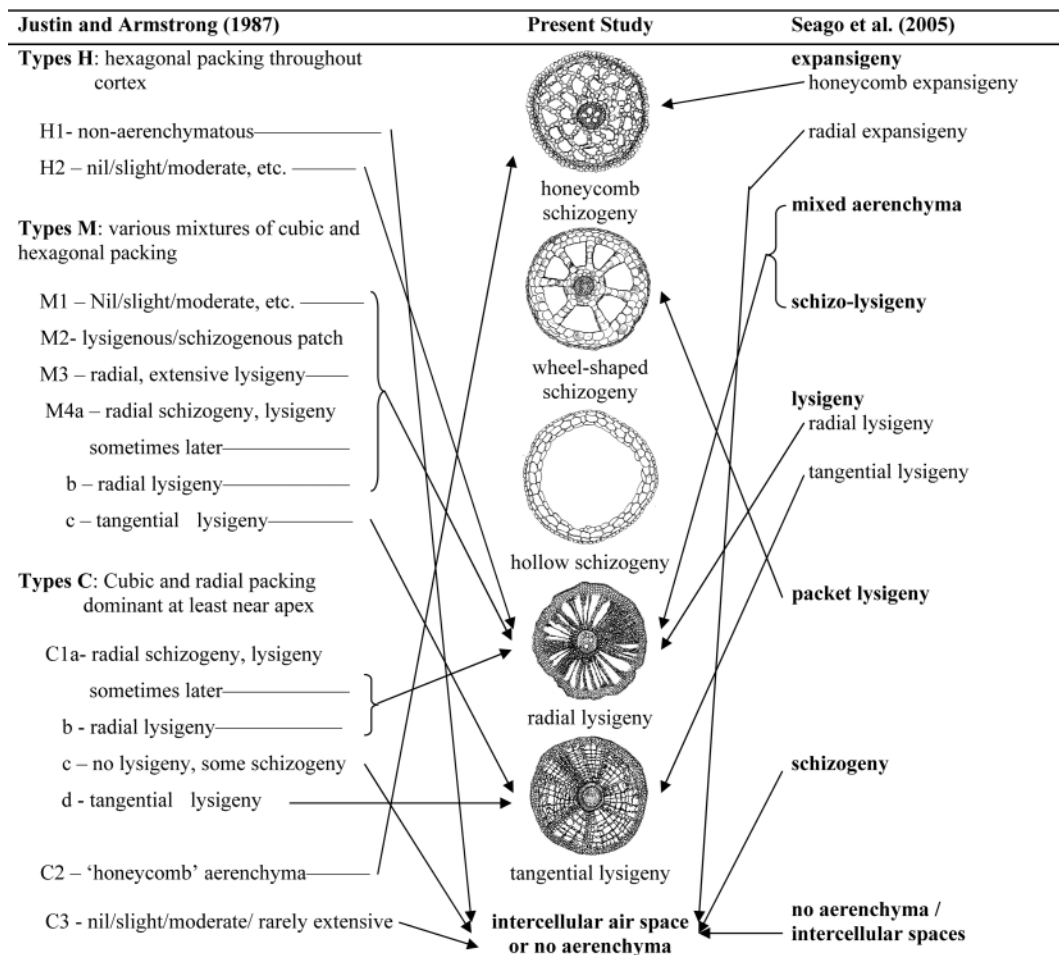 Justin and Armstrong (1987)
Present Study
Seago et al. (2005)
Types H: hexagonal packing throughout
cortex
H1- non-aerenchymatous
H2 – nil/slight/moderate, etc.
Types M: various mixtures of cubic and
hexagonal packing
M1 – Nil/slight/moderate, etc.
M2- lysigenous/schizogenous patch
M3 – radial, extensive lysigeny
M4a – radial schizogeny, lysigeny
sometimes later
b – radial lysigeny
c – tangential lysigeny
Types C: Cubic and radial packing
dominant at least near apex
C1a- radial schizogeny, lysigeny
sometimes later
b - radial lysigeny
c – no lysigeny, some schizogeny
d - tangential lysigeny
C2 – ‘honeycomb’ aerenchyma
C3 – nil/slight/moderate/ rarely extensive
honeycomb
schizogeny
wheel-shaped
schizogeny
hollow schizogeny
radial lysigeny
tangential lysigeny
intercellular air space
or no aerenchyma
expansigeny
honeycomb expansigeny
radial expansigeny
mixed aerenchyma
schizo-lysigeny
lysigeny
radial lysigeny
tangential lysigeny
packet lysigeny
schizogeny
no aerenchyma /
intercellular spaces